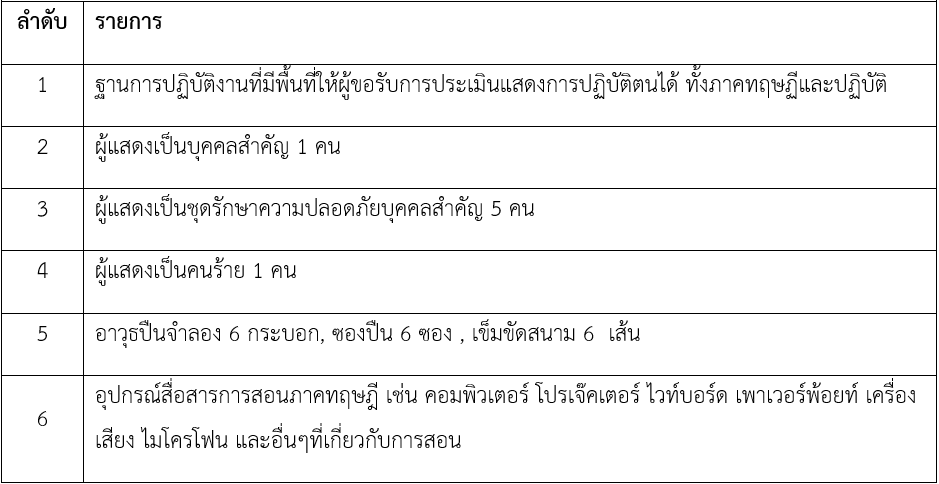 ลำดับ รายการ
1 ฐานการปฏิบัติงานที่มีพื้นที่ให้ผู้ขอรับการประเมินแสดงการปฏิบัติตนได้ ทั้งภาคทฤษฏีและปฏิบัติ
2 ผู้แสดงเป็นบุคคลสำคัญ 1 คน
3 ผู้แสดงเป็นชุดรักษาความปลอดภัยบุคคลสำคัญ 5 คน
4 ผู้แสดงเป็นคนร้าย 1 คน
5 อาวุธปืนจำลอง 6 กระบอก, ซองปืน 6 ซอง , เข็มขัดสนาม 6 เส้น
6 อุปกรณ์สื่อสารการสอนภาคทฤษฎี เช่น คอมพิวเตอร์ โปรเจ๊คเตอร์ ไวท์บอร์ด เพาเวอร์พ้อยท์ เครื่อง
เสียง ไมโครโฟน และอื่นๆที่เกี่ยวกับการสอน